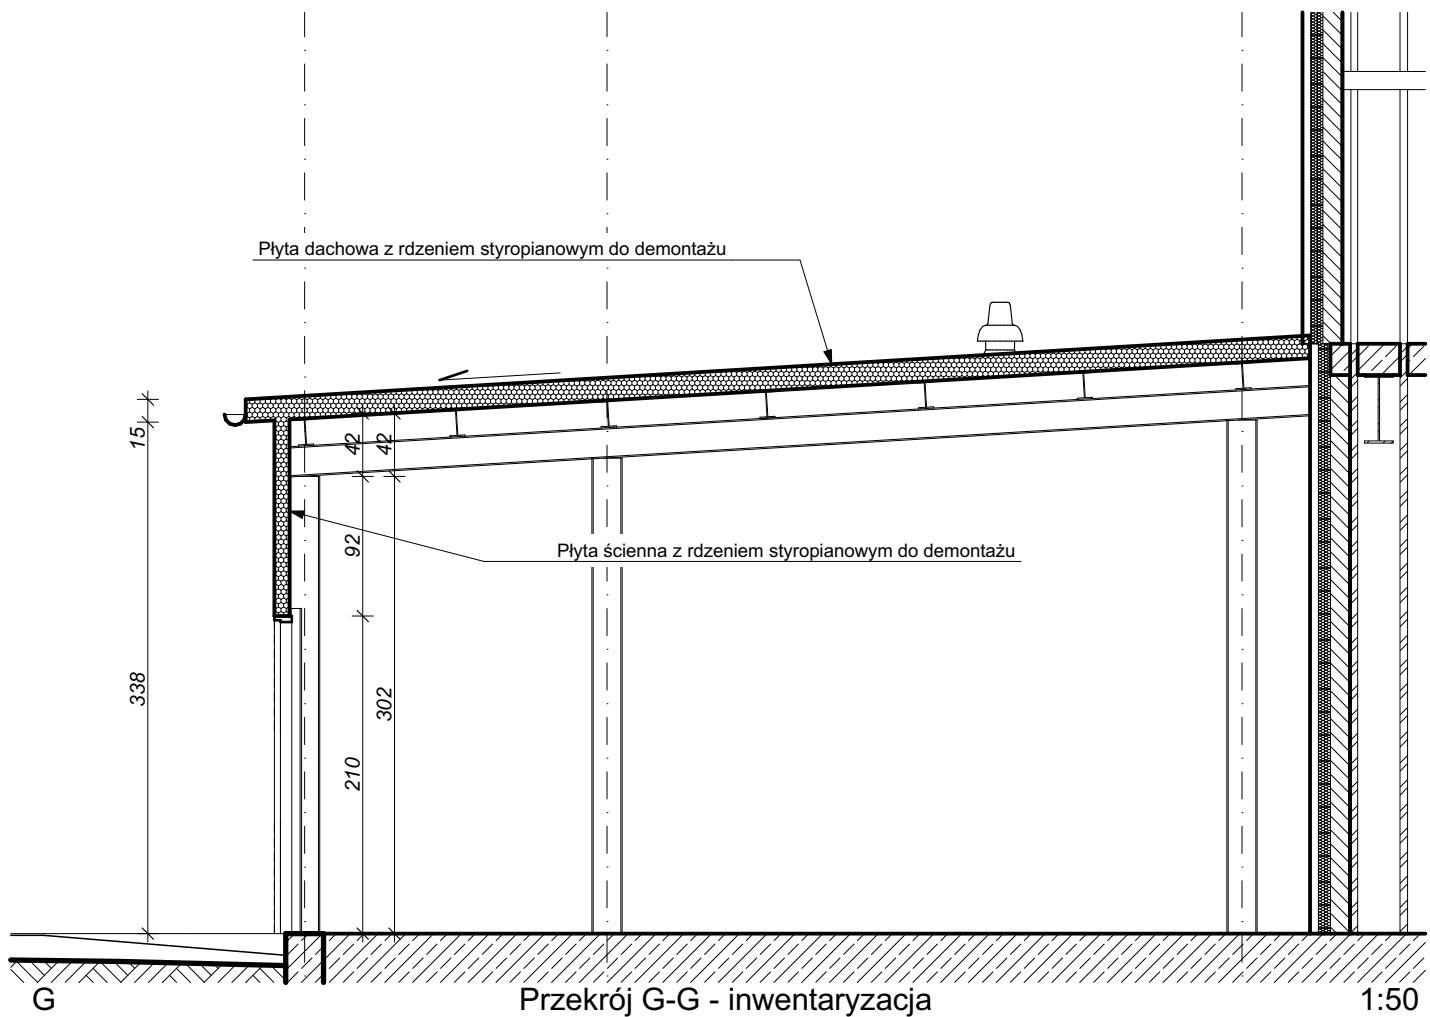 Płyta dachowa z rdzeniem styropianowym do demontażu
15
42
42
92
Płyta ścienna z rdzeniem styropianowym do demontażu
338
302
210
G
Przekrój G-G - inwentaryzacja
1:50